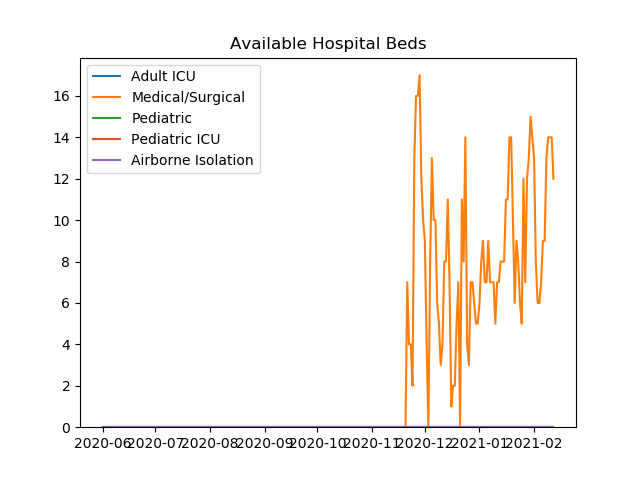 Available Hospital Beds
Adult ICU
Medical/Surgical
Pediatric
Pediatric ICU
Airborne Isolation
16
14
12
10
8
6
4
2
0
2020-06 2020-07 2020-08 2020-09 2020-10 2020-11 2020-12 2021-01 2021-02